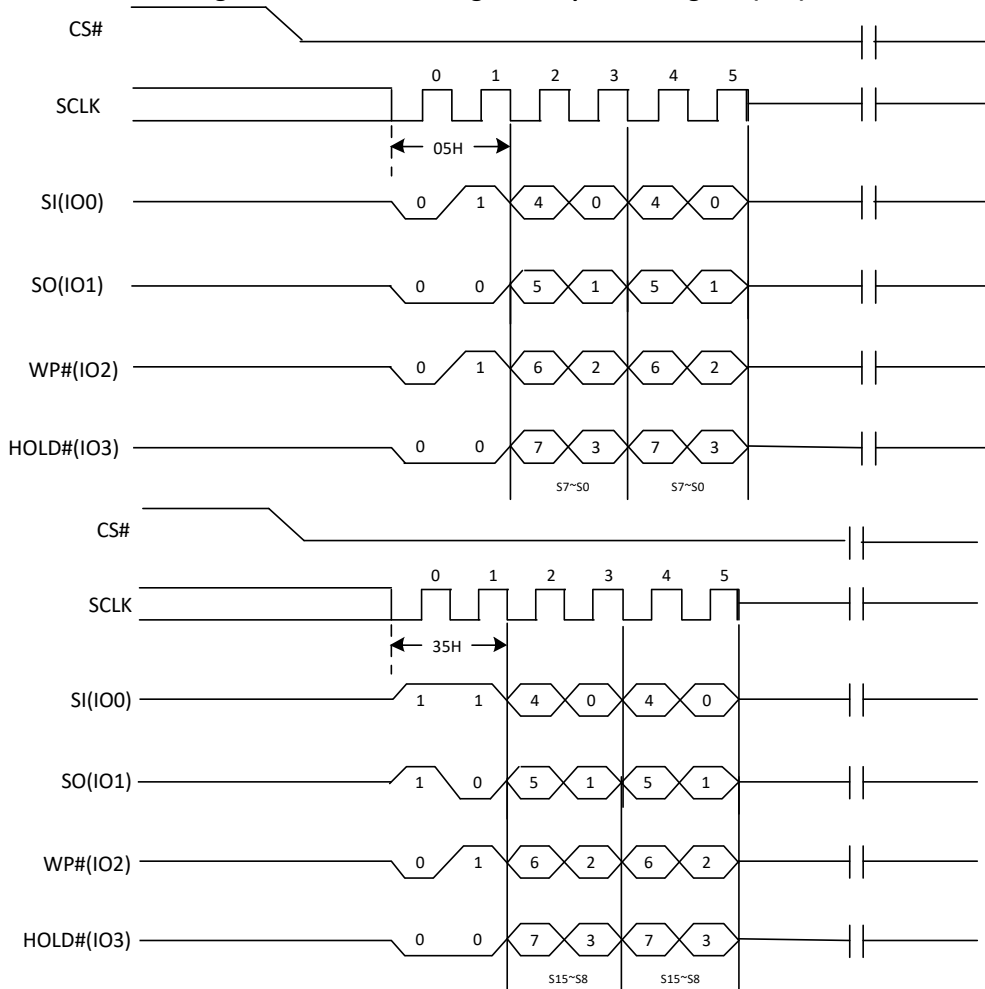 CS#
0 1 2 3 4 5
SCLK
05H
SI(IO0) 0 1 4 0 4 0
SO(IO1) 0 0 5 1 5 1
WP#(IO2) 0 1 6 2 6 2
HOLD#(IO3) 0 0 7 3 7 3
S7~S0 S7~S0
CS#
0 1 2 3 4 5
SCLK
35H
SI(IO0) 1 1 4 0 4 0
SO(IO1) 1 0 5 1 5 1
WP#(IO2) 0 1 6 2 6 2
HOLD#(IO3) 0 0 7 3 7 3
S15~S8 S15~S8